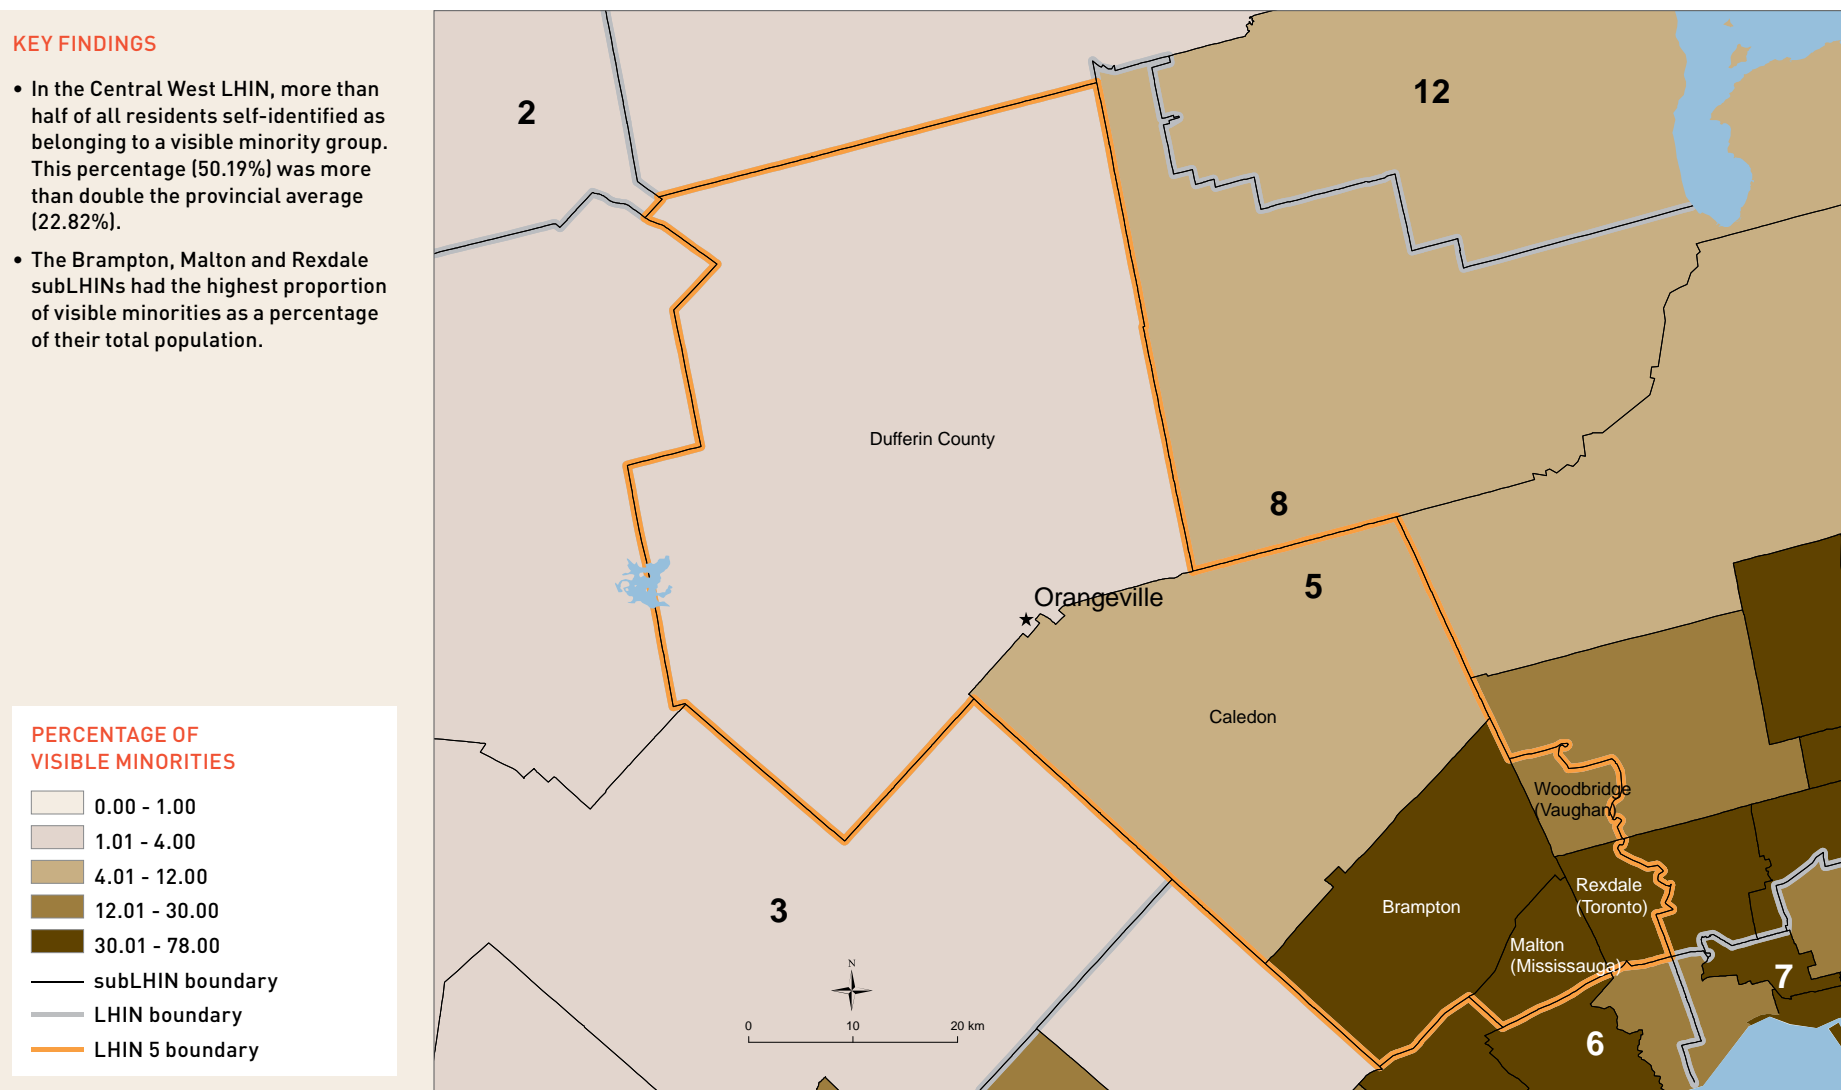 KEY FINDINGS
• In the Central West LHIN, more than
half of all residents self-identified as
belonging to a visible minority group.
This percentage (50.19%) was more
than double the provincial average
(22.82%).
• The Brampton, Malton and Rexdale
subLHINs had the highest proportion
of visible minorities as a percentage
of their total population.
PERCENTAGE OF
VISIBLE MINORITIES
0.00 - 1.00
1.01 - 4.00
4.01 - 12.00
12.01 - 30.00
30.01 - 78.00
subLHIN boundary
LHIN boundary
LHIN 5 boundary
2
12
Dufferin County
8
5
Orangeville
Caledon
Woodbridge
(Vaughan)
Rexdale
(Toronto)
Brampton
Malton
(Mississauga)
3
7
6
N
0 10 20 km